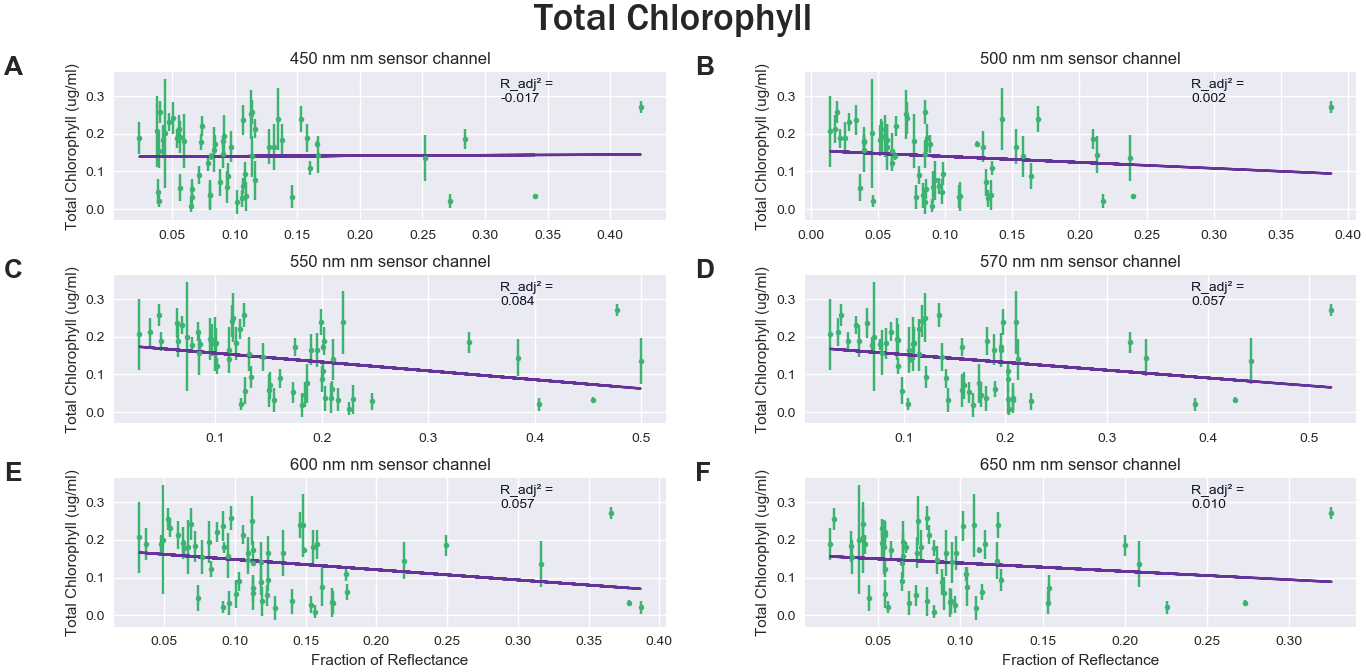 Total Chlorophyll
A
450 nm nm sensor channel
R_adj² =
-0.017
Total Chlorophyll (ug/ml)
0.3
0.2
0.1
0.0
0.05 0.10 0.15 0.20 0.25 0.30 0.35 0.40
B
500 nm nm sensor channel
R_adj² =
0.002
Total Chlorophyll (ug/ml)
0.3
0.2
0.1
0.0
0.00 0.05 0.10 0.15 0.20 0.25 0.30 0.35 0.40
C
550 nm nm sensor channel
R_adj² =
0.084
Total Chlorophyll (ug/ml)
0.3
0.2
0.1
0.0
0.1 0.2 0.3 0.4 0.5
D
570 nm nm sensor channel
R_adj² =
0.057
Total Chlorophyll (ug/ml)
0.3
0.2
0.1
0.0
0.1 0.2 0.3 0.4 0.5
E
600 nm nm sensor channel
R_adj² =
0.057
Total Chlorophyll (ug/ml)
0.3
0.2
0.1
0.0
0.05 0.10 0.15 0.20 0.25 0.30 0.35 0.40
Fraction of Reflectance
F
650 nm nm sensor channel
R_adj² =
0.010
Total Chlorophyll (ug/ml)
0.3
0.2
0.1
0.0
0.05 0.10 0.15 0.20 0.25 0.30
Fraction of Reflectance